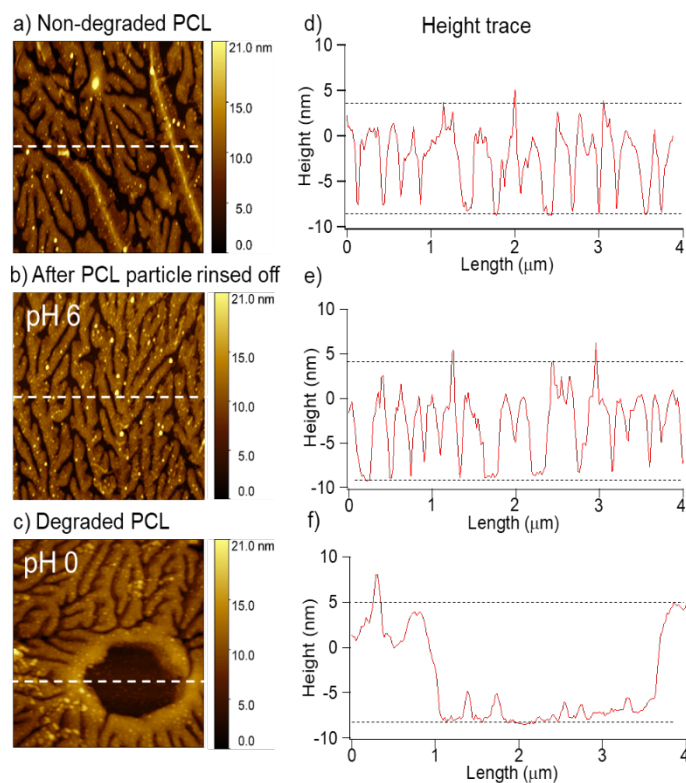 a) Non-degraded PCL
21.0 nm
15.0
10.0
5.0
0.0
d)
Height trace
Height (nm)
10
5
0
-5
-10
0
1
2
3
4
Length (μm)
b) After PCL particle rinsed off
pH 6
21.0 nm
15.0
10.0
5.0
0.0
e)
Height (nm)
10
5
0
-5
-10
0
1
2
3
4
Length (μm)
c) Degraded PCL
pH 0
21.0 nm
15.0
10.0
5.0
0.0
f)
Height (nm)
10
5
0
-5
-10
0
1
2
3
4
Length (μm)